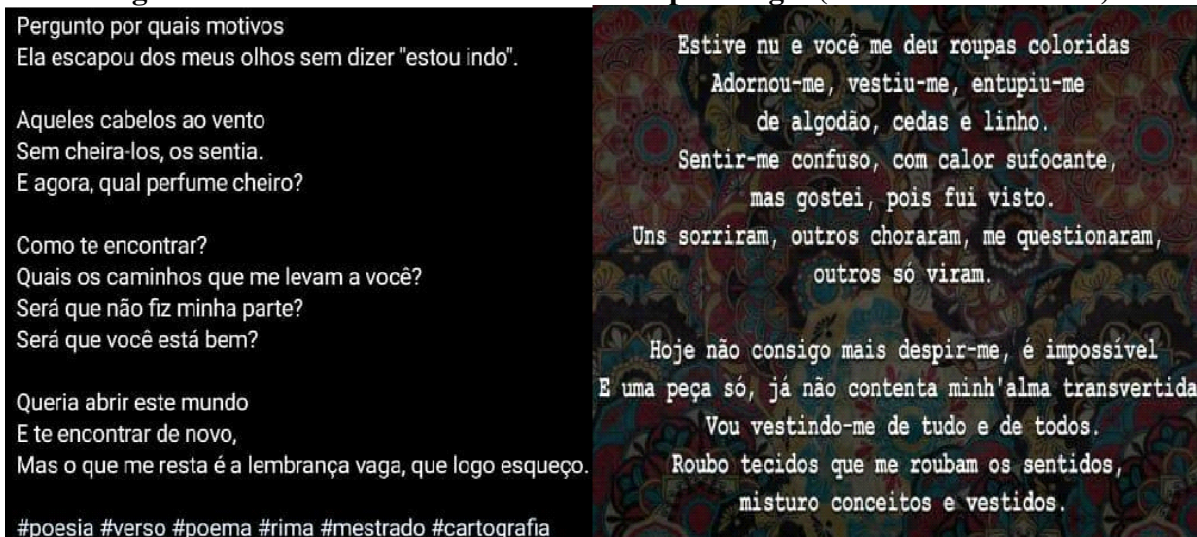 Pergunto por quais motivos
Ela escapou dos meus olhos sem dizer "estou indo".
Aqueles cabelos ao vento
Sem cheira-los, os sentia.
E agora, qual perfume cheiro?
Como te encontrar?
Quais os caminhos que me levam a você?
Será que não fiz minha parte?
Será que você está bem?
Queria abrir este mundo
E te encontrar de novo,
Mas o que me resta é a lembrança vaga, que logo esqueço.
#poesia #verso #poema #rima #mestrado #cartografia
Estive nu e você me deu roupas coloridas
Adornou-me, vestiu-me, entupiu-me
de algodão, cedas e linho.
Sentir-me confuso, com calor sufocante,
mas gostei, pois fui visto.
Uns sorriram, outros choraram, me questionaram,
outros só viram.
Hoje não consigo mais despir-me, é impossível
E uma peça só, já não contenta minh'alma transvertida
Vou vestindo-me de tudo e de todos.
Roubo tecidos que me roubam os sentidos,
misturo conceitos e vestidos.